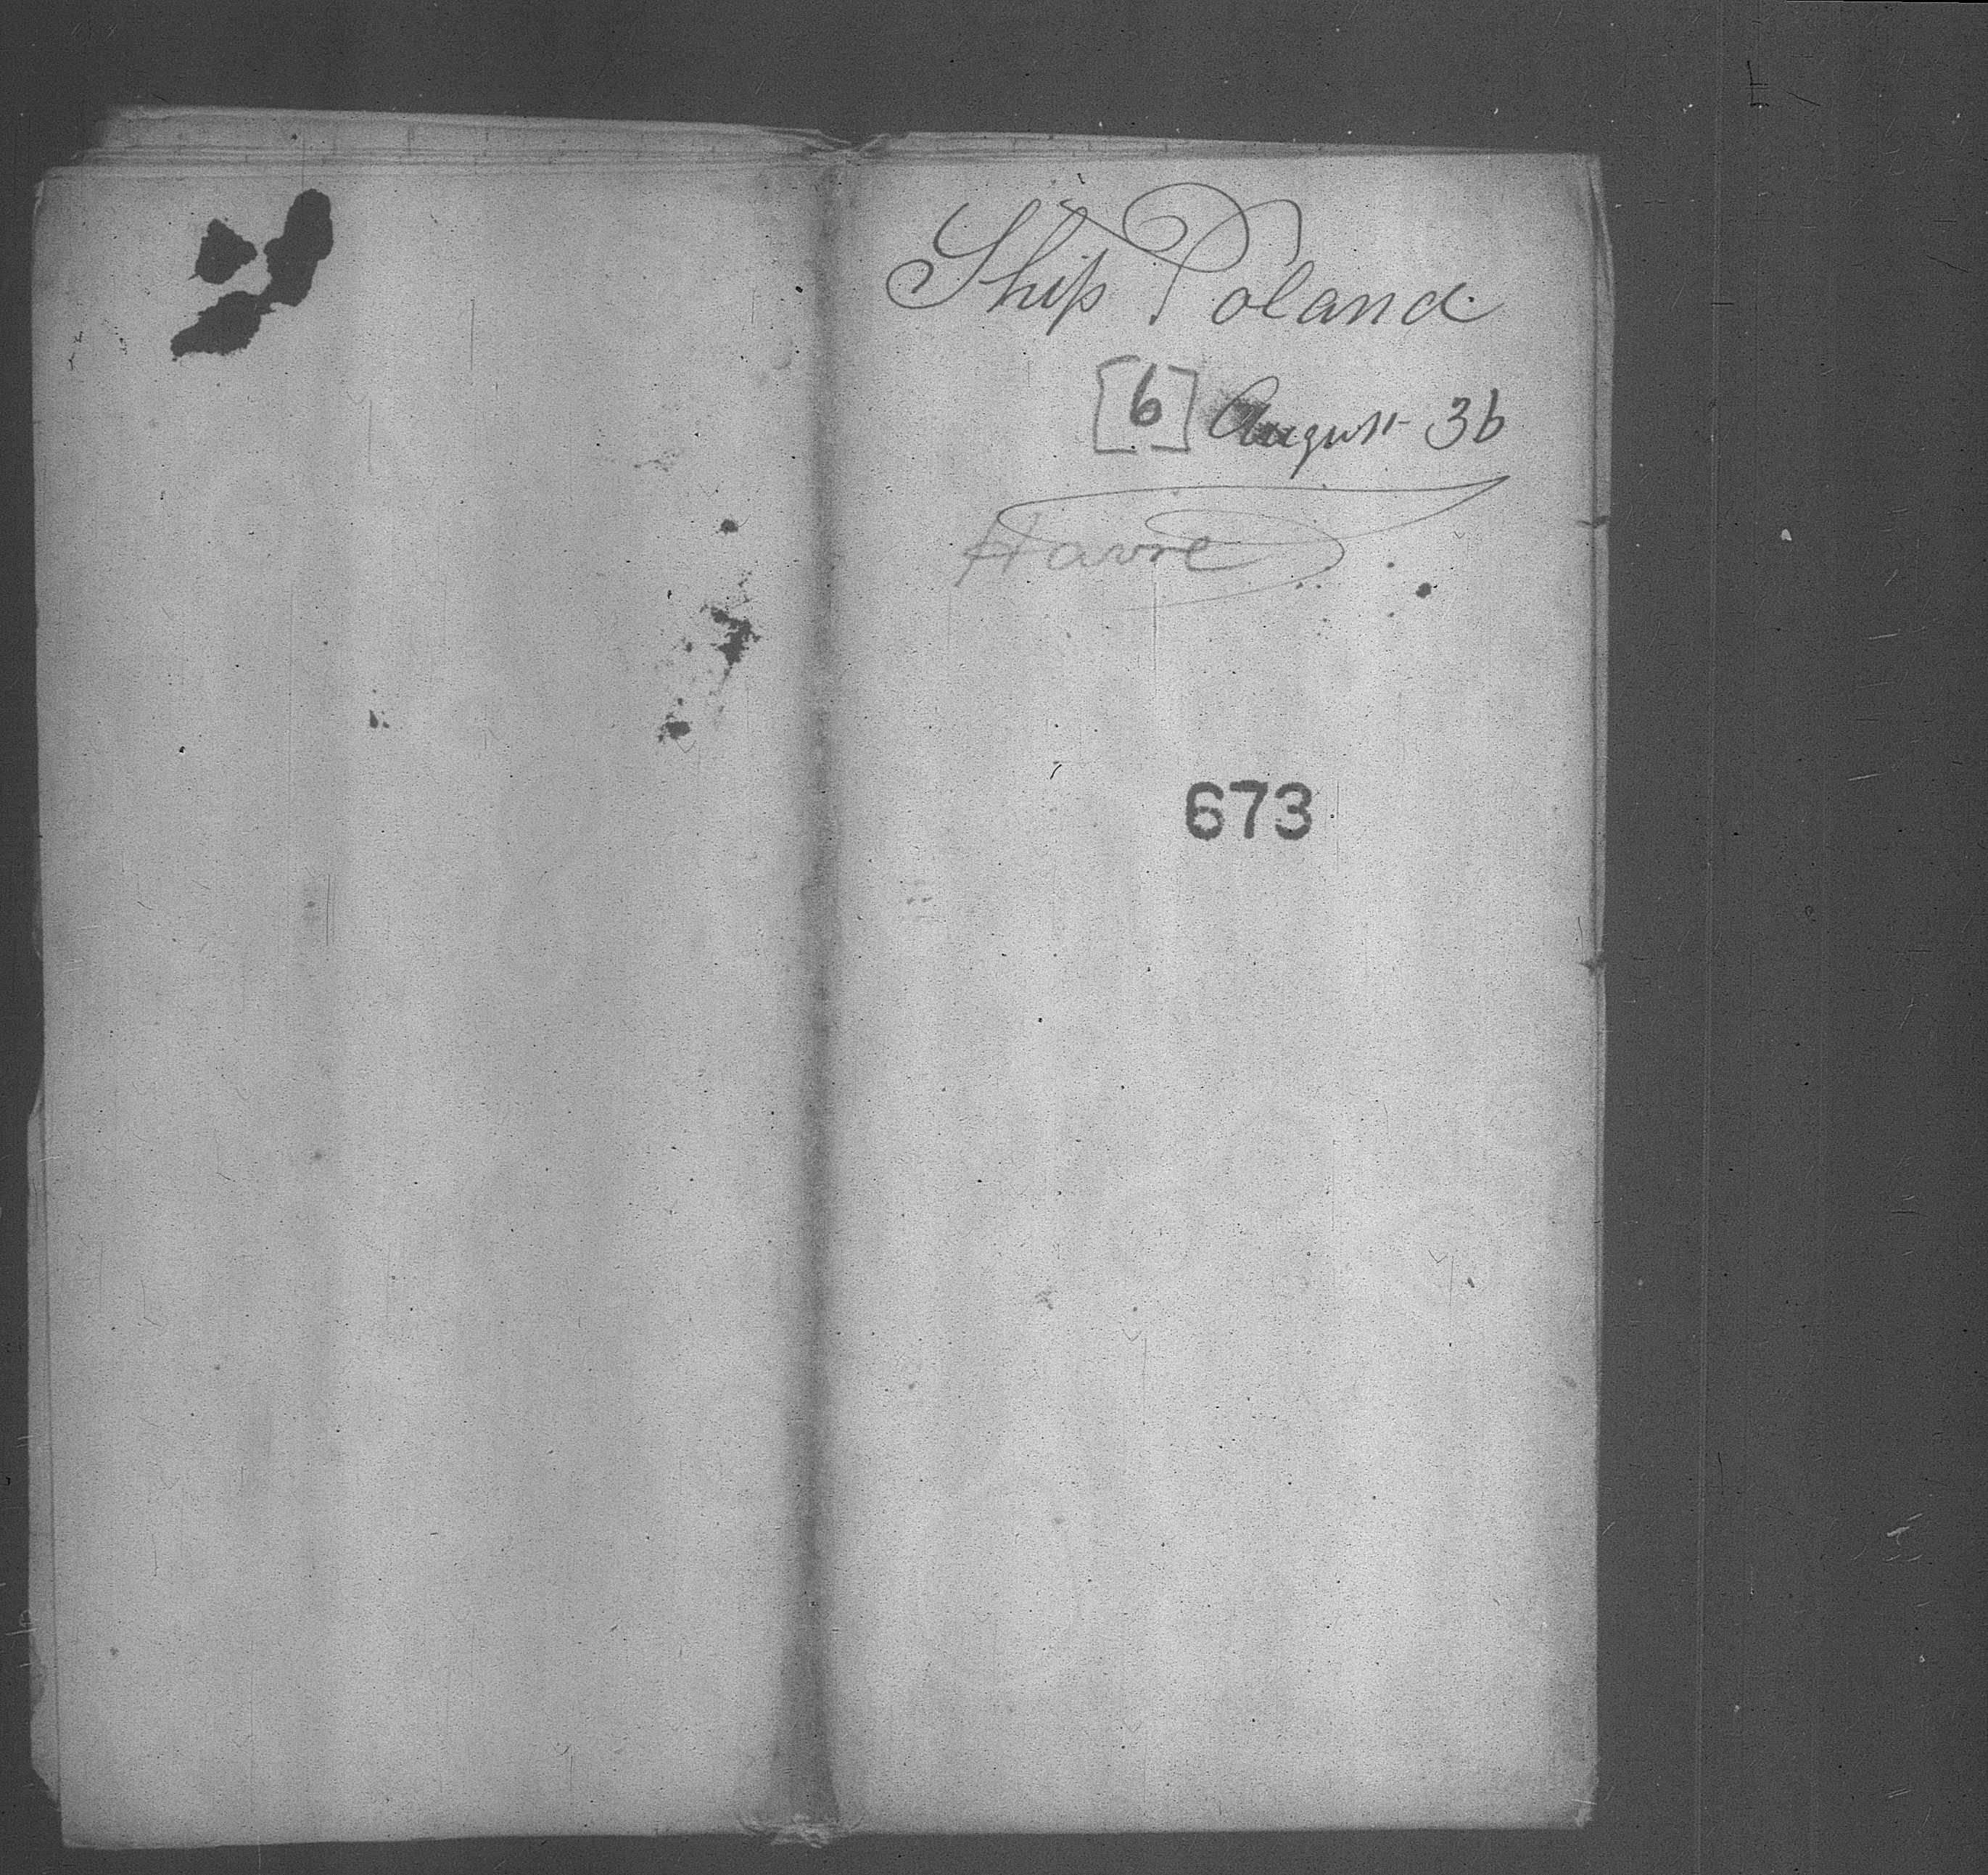 Ship Poland
[6] August 36
Havre
673